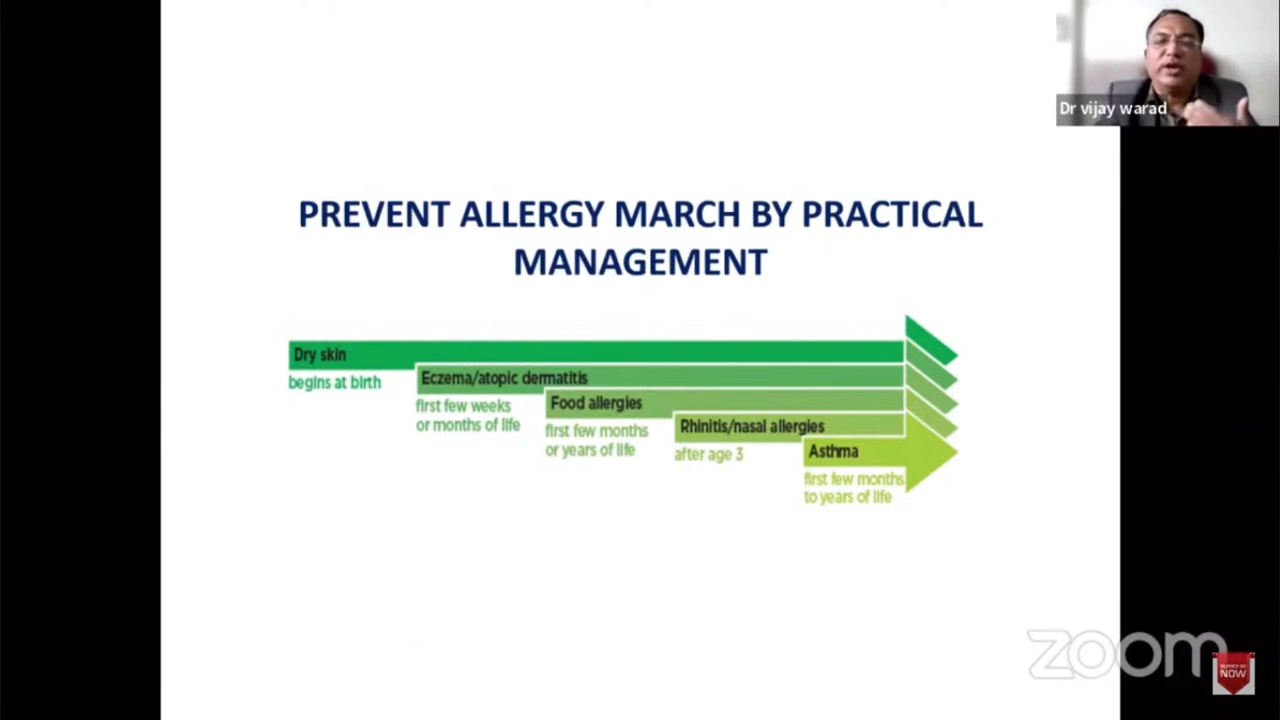 Dr vijay warad
PREVENT ALLERGY MARCH BY PRACTICAL
MANAGEMENT
Dry skin
begins at birth
Eczema/atopic dermatitis
first few weeks
or months of life
Food allergies
first few months
or years of life
Rhinitis/nasal allergies
after age 3
Asthma
first few months
to years of life
zoom
NOW